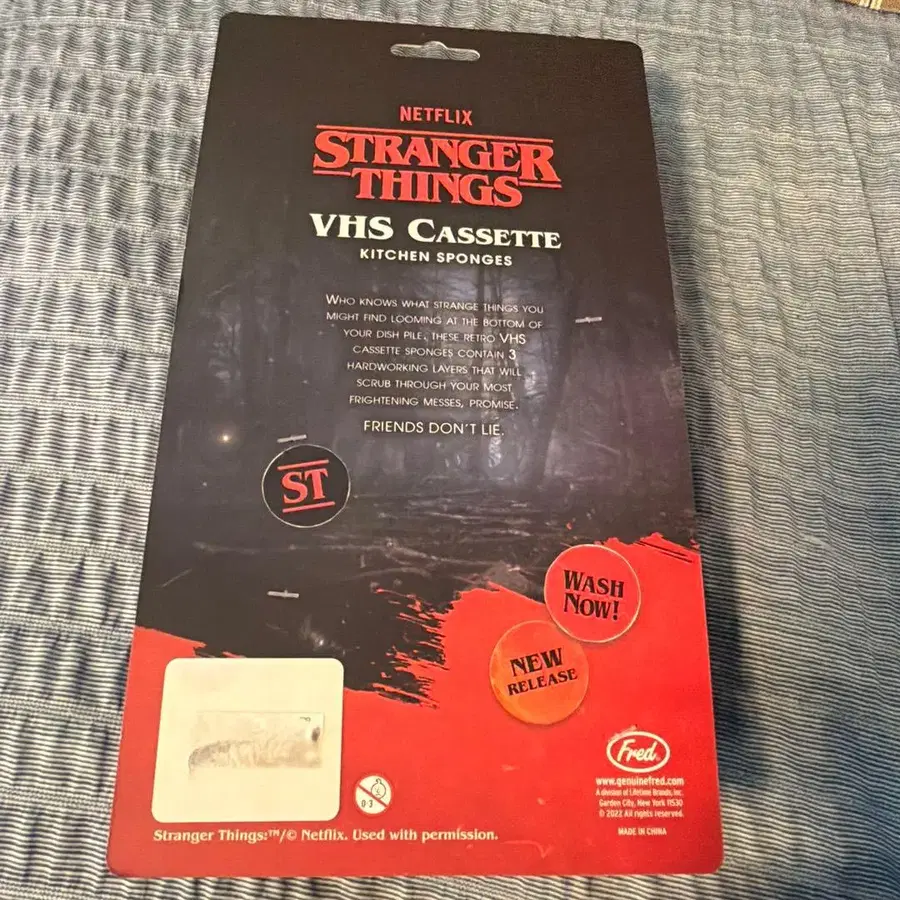 NETFLIX
STRANGER
THINGS
VHS CASSETTE
KITCHEN SPONGES
WHO KNOWS WHAT STRANGE THINGS YOU
MIGHT FIND LOOMING AT THE BOTTOM OF
YOUR DISH PILE. THESE RETRO VHS
CASSETTE SPONGES CONTAIN 3
HARDWORKING LAYERS THAT WILL
SCRUB THROUGH YOUR MOST
FRIGHTENING MESSES, PROMISE.
FRIENDS DON'T LIE.
ST
WASH
NOW!
NEW
RELEASE
Fred
www.genuinefred.com
A division of Lifetime Brands, Inc.
Garden City, New York 11530
© 2022 All rights reserved.
MADE IN CHINA
0-3
Stranger Things:™/© Netflix. Used with permission.